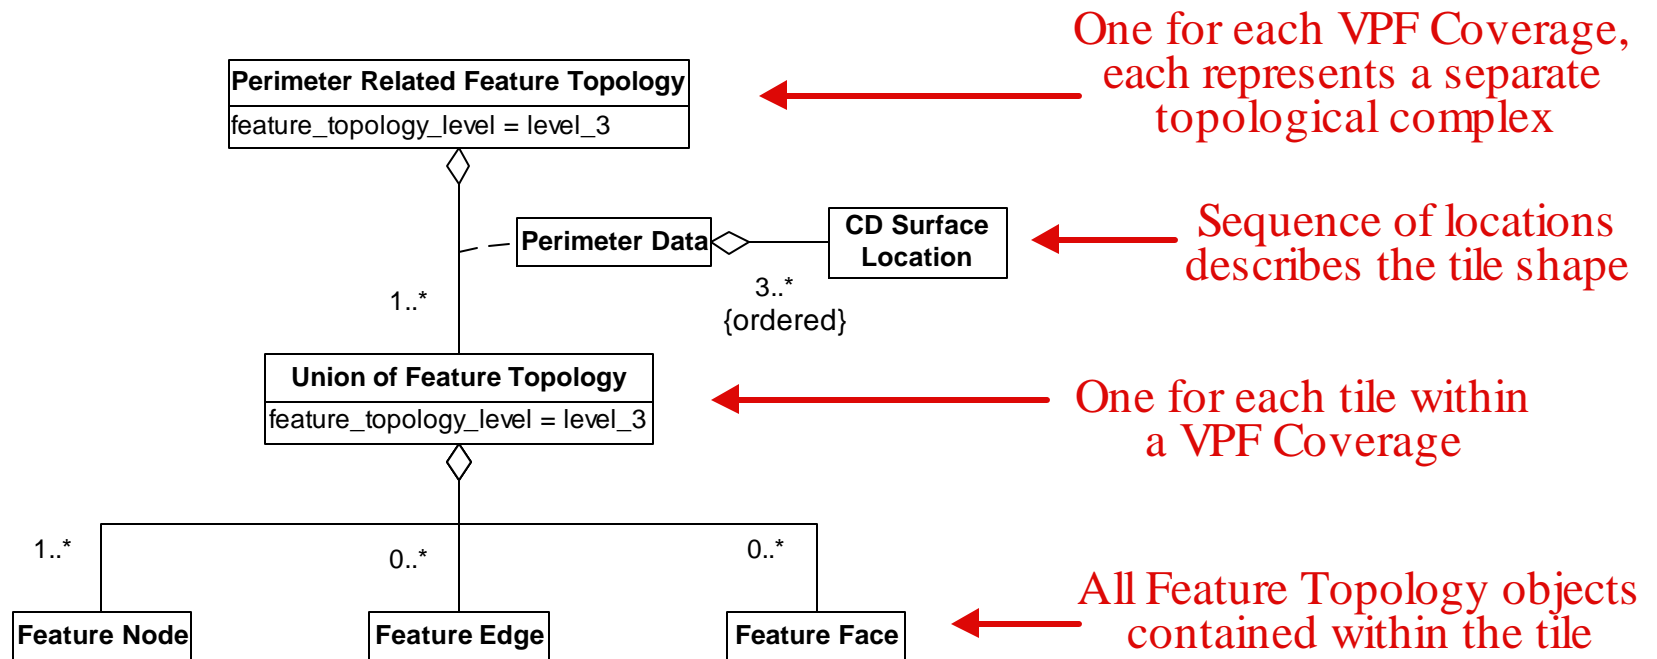 One for each VPF Coverage,
each represents a separate
topological complex
Perimeter Related Feature Topology
feature_topology_level = level_3
Perimeter Data
CD Surface
Location
Sequence of locations
describes the tile shape
1..*
3..*
{ordered}
Union of Feature Topology
feature_topology_level = level_3
One for each tile within
a VPF Coverage
1..*
0..*
0..*
Feature Node
Feature Edge
Feature Face
All Feature Topology objects
contained within the tile